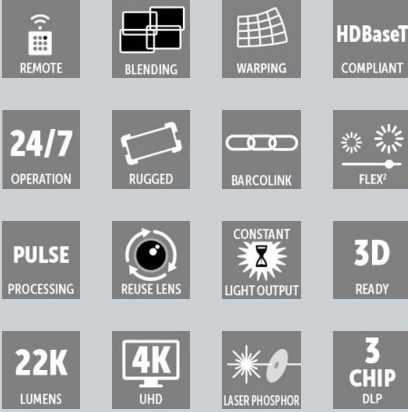 REMOTE
BLENDING
WARPING
HDBaseT
COMPLIANT
24/7
OPERATION
RUGGED
BARCOLINK
FLEX²
PULSE
PROCESSING
REUSE LENS
CONSTANT
LIGHT OUTPUT
3D
READY
22K
LUMENS
4K
UHD
LASER PHOSPHOR
3
CHIP
DLP